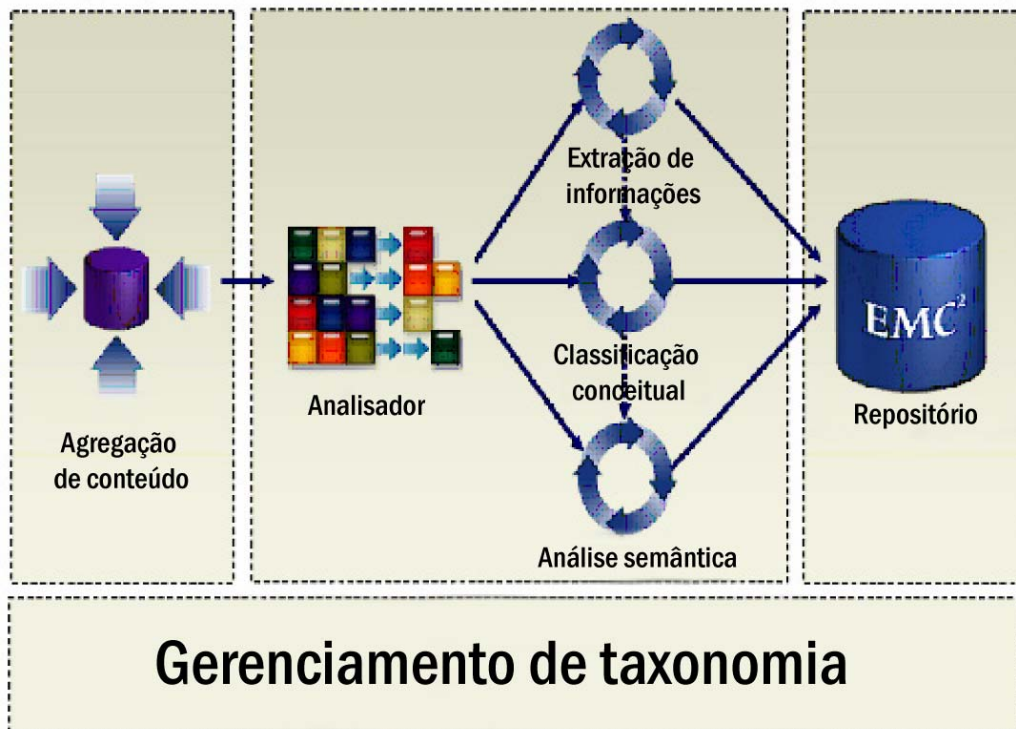 Extração de
informações
Classificação
conceitual
Análise semântica
Analisador
Agregação
de conteúdo
EMC²
Repositório
Gerenciamento de taxonomia